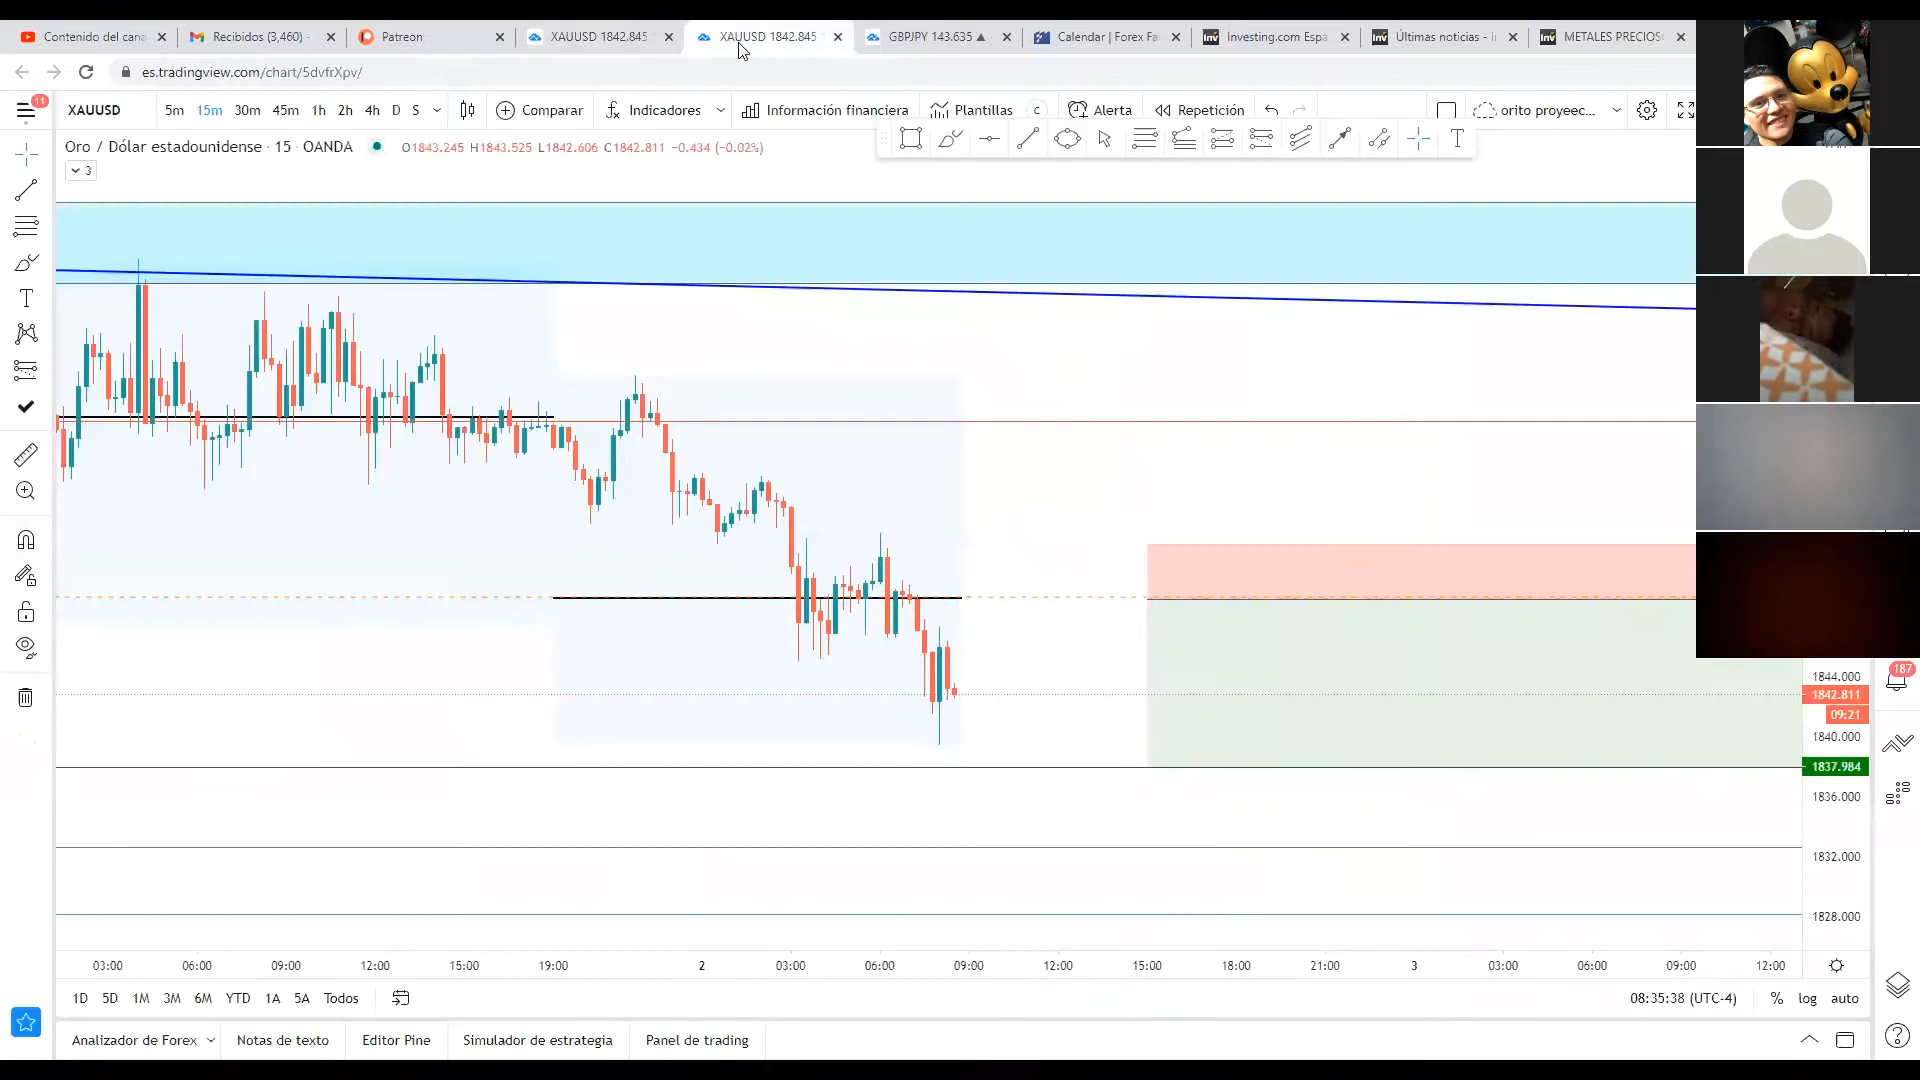 Contenido del cana
Recibidos (3,460) -
Patreon
XAUUSD 1842.845
XAUUSD 1842.845
GBPJPY 143.635 ▲
Calendar | Forex Fa
Investing.com Espa
Últimas noticias - I
METALES PRECIOS
es.tradingview.com/chart/5dvfrXpv/
11
XAUUSD
5m 15m 30m 45m 1h 2h 4h D S
Comparar
Indicadores
Información financiera
Plantillas
C
Alerta
Repetición
orito proyeec...
Oro / Dólar estadounidense · 15 · OANDA
O1843.245 H1843.525 L1842.606 C1842.811 −0.434 (−0.02%)
3
1844.000
1842.811
09:21
1840.000
1837.984
1836.000
1832.000
1828.000
187
03:00 06:00 09:00 12:00 15:00 19:00 2 03:00 06:00 09:00 12:00 15:00 18:00 21:00 3 03:00 06:00 09:00 12:00
1D 5D 1M 3M 6M YTD 1A 5A Todos
08:35:38 (UTC-4) % log auto
Analizador de Forex
Notas de texto
Editor Pine
Simulador de estrategia
Panel de trading